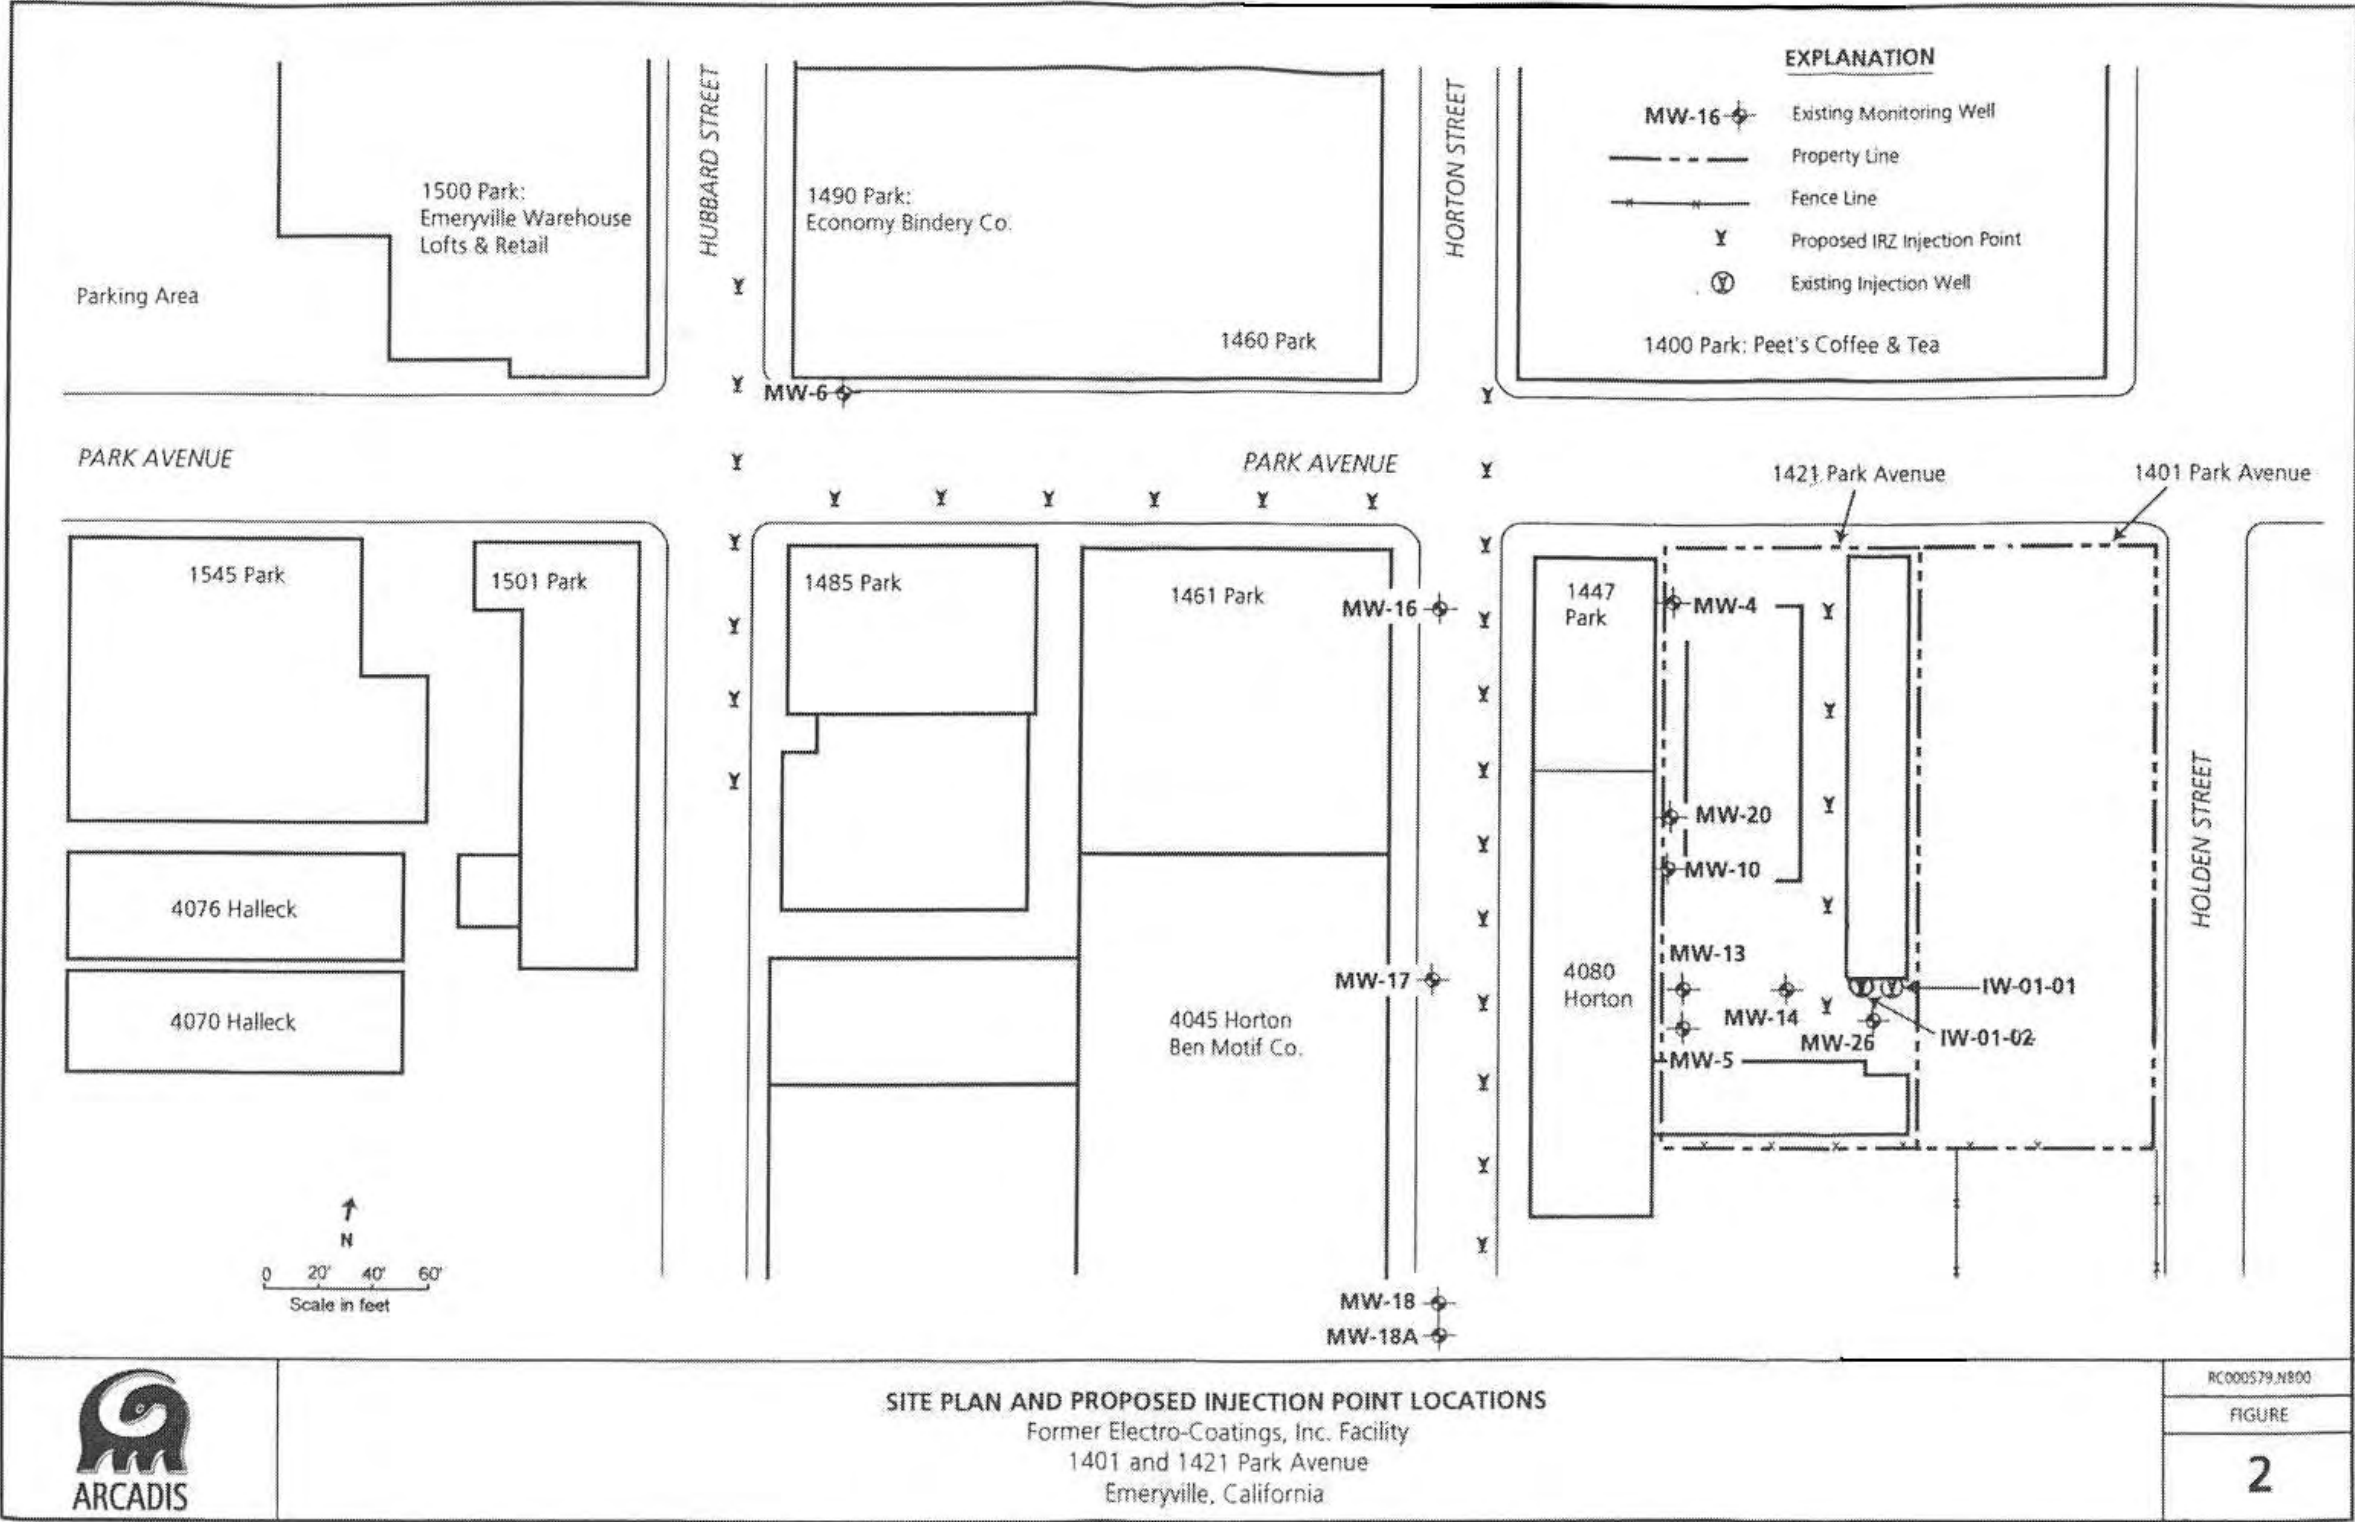 EXPLANATION
MW-16 Existing Monitoring Well
Property Line
Fence Line
Proposed IRZ Injection Point
Existing Injection Well
1400 Park: Peet's Coffee & Tea
HUBBARD STREET
HORTON STREET
1500 Park:
Emeryville Warehouse
Lofts & Retail
1490 Park:
Economy Bindery Co.
Parking Area
1460 Park
MW-6
PARK AVENUE
PARK AVENUE
1421 Park Avenue
1401 Park Avenue
1545 Park
1501 Park
1485 Park
1461 Park
MW-16
1447
Park
MW-4
MW-20
MW-10
HOLDEN STREET
4076 Halleck
MW-13
MW-17
4080
Horton
IW-01-01
4070 Halleck
4045 Horton
Ben Motif Co.
MW-14
MW-26
IW-01-02
MW-5
N
0 20' 40' 60'
Scale in feet
MW-18
MW-18A
ARCADIS
SITE PLAN AND PROPOSED INJECTION POINT LOCATIONS
Former Electro-Coatings, Inc. Facility
1401 and 1421 Park Avenue
Emeryville, California
RC000579.N800
FIGURE
2